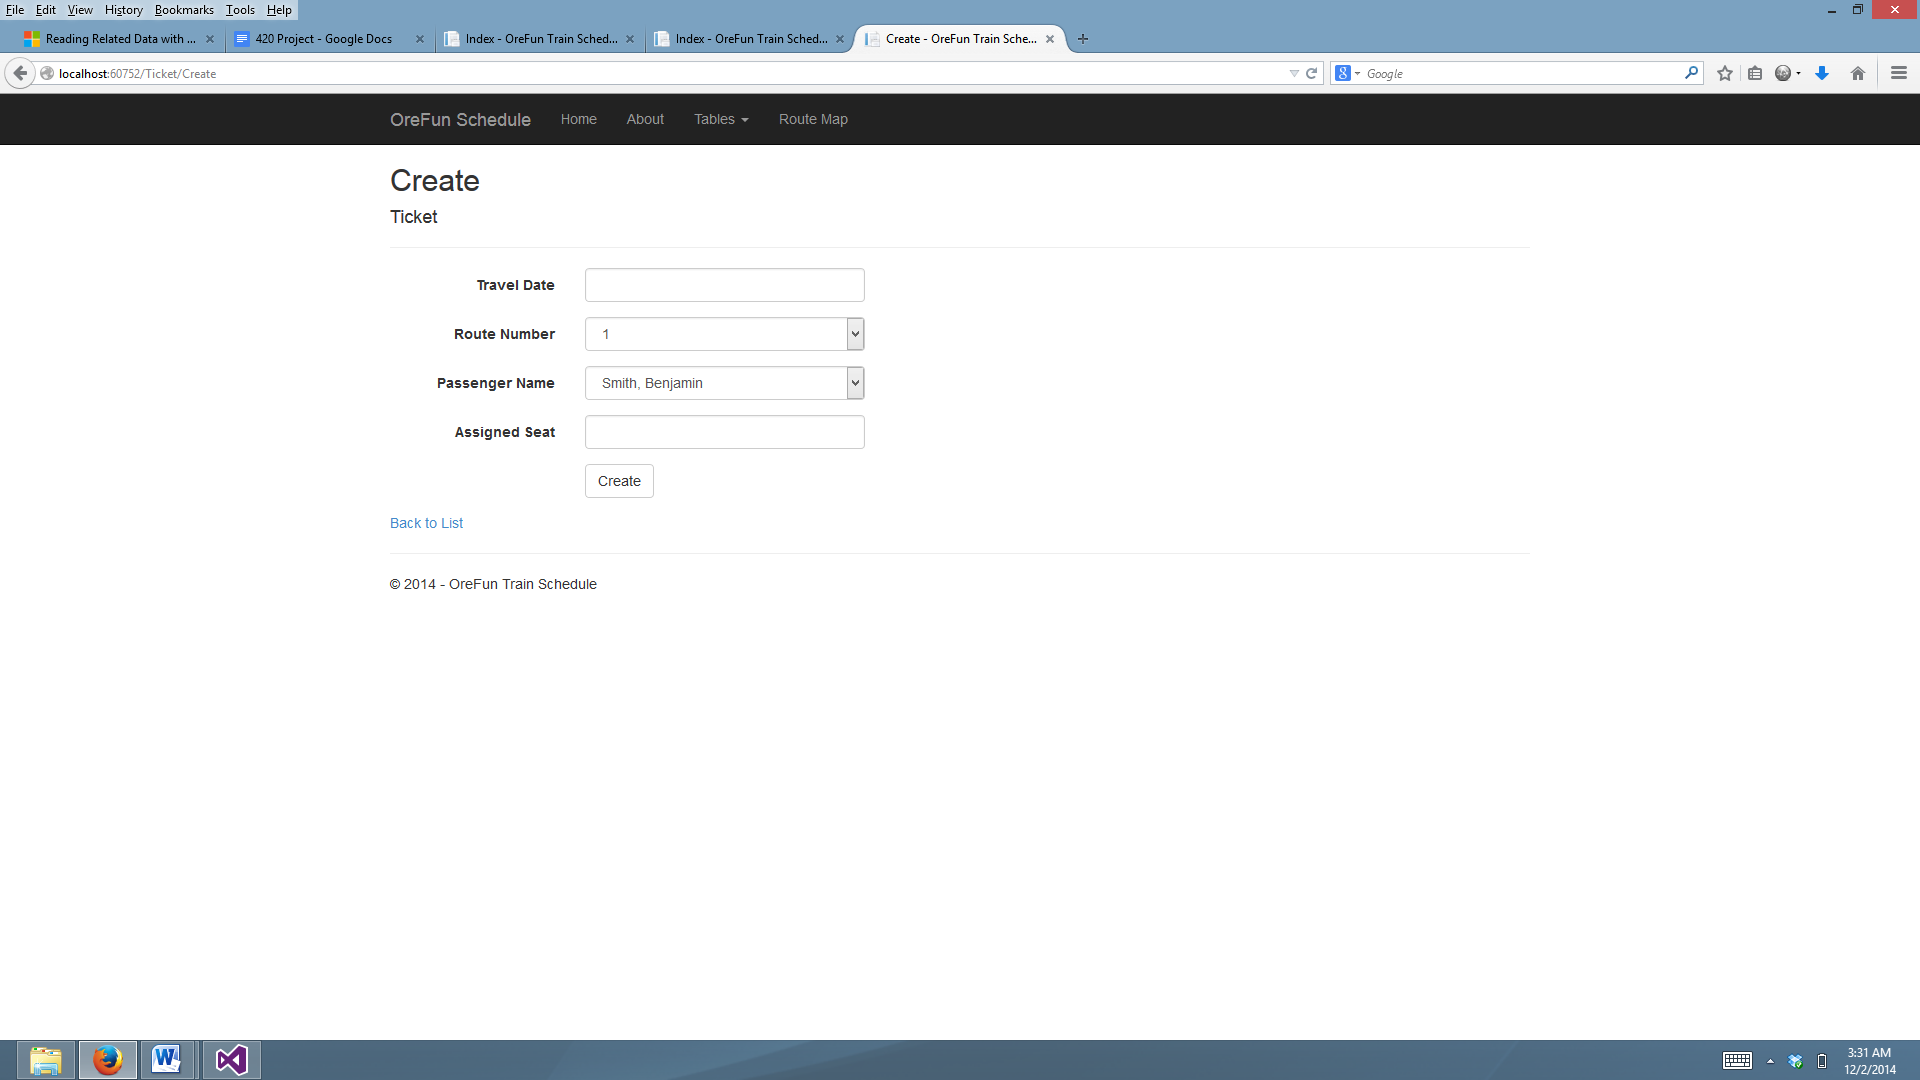 File Edit View History Bookmarks Tools Help
Reading Related Data with ... 420 Project - Google Docs Index - OreFun Train Sched... Index - OreFun Train Sched... Create - OreFun Train Sche...
localhost:60752/Ticket/Create Google
OreFun Schedule Home About Tables Route Map
Create
Ticket
Travel Date
Route Number 1
Passenger Name Smith, Benjamin
Assigned Seat
Create
Back to List
© 2014 - OreFun Train Schedule
3:31 AM
12/2/2014